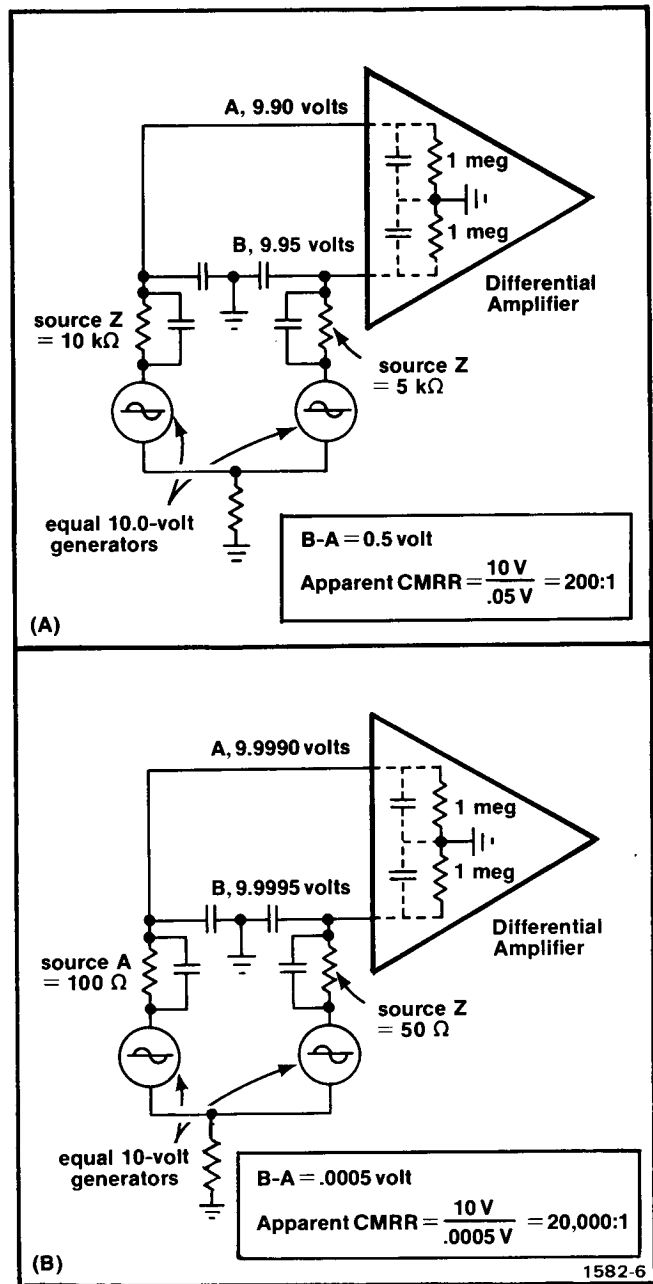 A, 9.90 volts
1 meg
1 meg
B, 9.95 volts
Differential
Amplifier
source Z
= 10 kΩ
source Z
= 5 kΩ
equal 10.0-volt
generators
B-A = 0.5 volt
Apparent CMRR = 10 V / .05 V = 200:1
(A)
A, 9.9990 volts
1 meg
1 meg
B, 9.9995 volts
Differential
Amplifier
source A
= 100 Ω
source Z
= 50 Ω
equal 10-volt
generators
B-A = .0005 volt
Apparent CMRR = 10 V / .0005 V = 20,000:1
(B)
1582-6